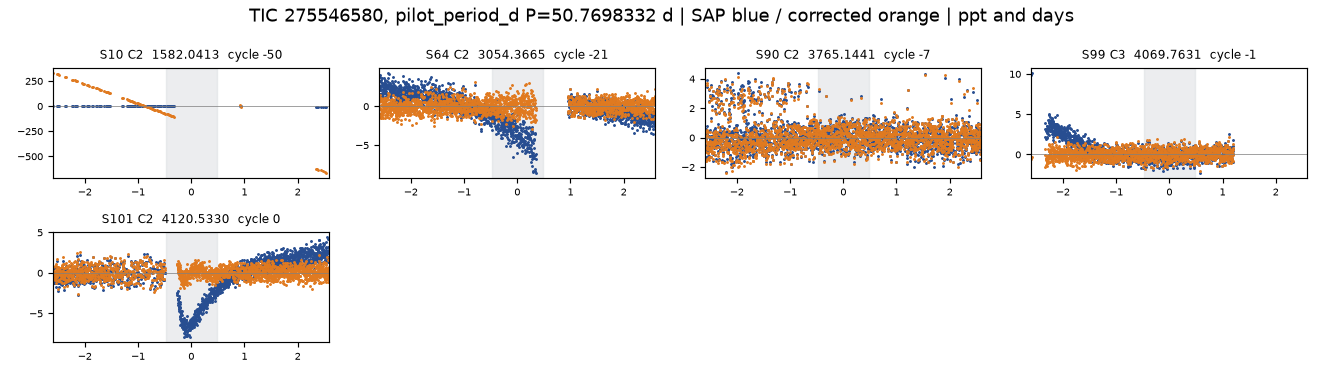 TIC 275546580, pilot_period_d P=50.7698332 d | SAP blue / corrected orange | ppt and days
S10 C2  1582.0413  cycle -50
S64 C2  3054.3665  cycle -21
S90 C2  3765.1441  cycle -7
S99 C3  4069.7631  cycle -1
250
0
−250
−500
−2 −1 0 1 2
0
−5
−2 −1 0 1 2
4
2
0
−2
−2 −1 0 1 2
10
5
0
−2 −1 0 1 2
S101 C2  4120.5330  cycle 0
5
0
−5
−2 −1 0 1 2